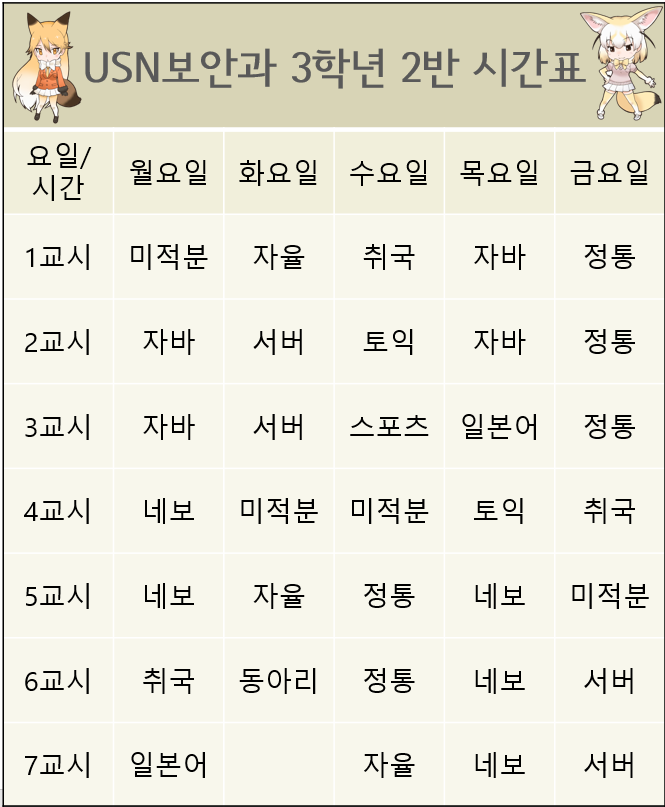 USN보안과 3학년 2반 시간표
요일/
시간 월요일 화요일 수요일 목요일 금요일
1교시 미적분 자율 취국 자바 정통
2교시 자바 서버 토익 자바 정통
3교시 자바 서버 스포츠 일본어 정통
4교시 네보 미적분 미적분 토익 취국
5교시 네보 자율 정통 네보 미적분
6교시 취국 동아리 정통 네보 서버
7교시 일본어 자율 네보 서버